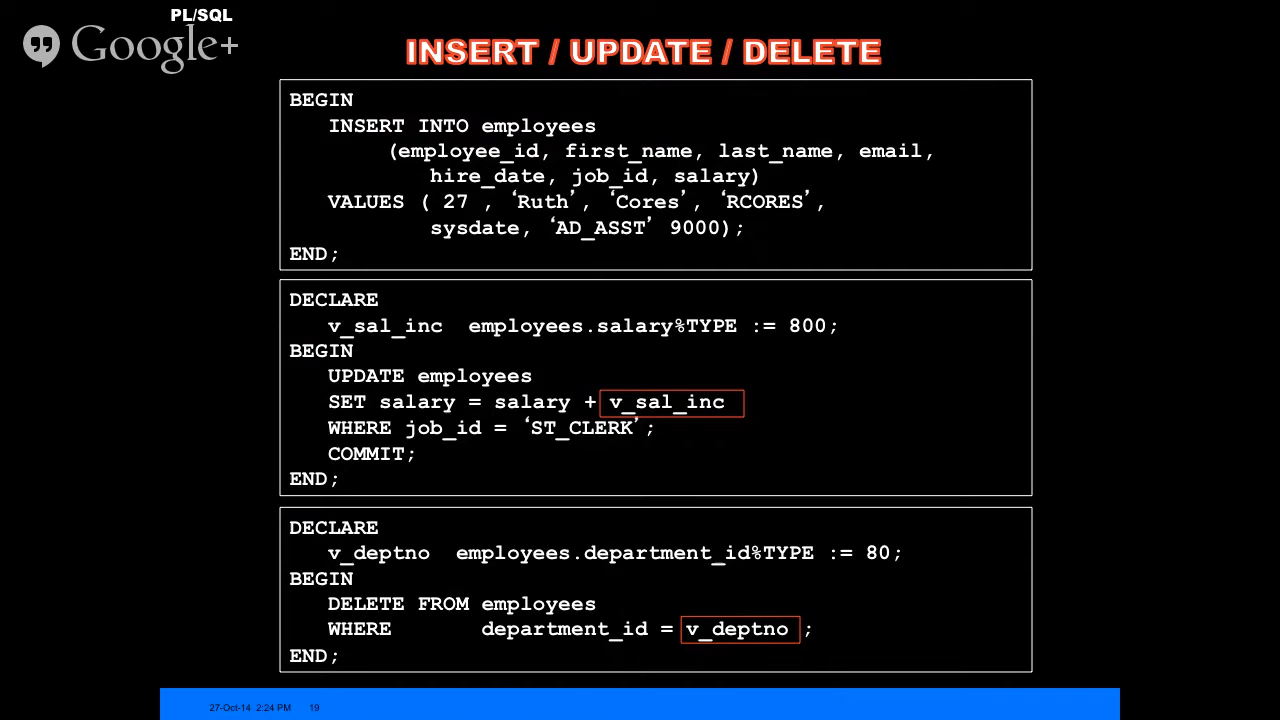 PL/SQL
Google+
INSERT / UPDATE / DELETE
BEGIN
INSERT INTO employees
(employee_id, first_name, last_name, email,
hire_date, job_id, salary)
VALUES ( 27 , ‘Ruth’, ‘Cores’, ‘RCORES’,
sysdate, ‘AD_ASST’ 9000);
END;
DECLARE
v_sal_inc employees.salary%TYPE := 800;
BEGIN
UPDATE employees
SET salary = salary + v_sal_inc
WHERE job_id = ‘ST_CLERK’;
COMMIT;
END;
DECLARE
v_deptno employees.department_id%TYPE := 80;
BEGIN
DELETE FROM employees
WHERE department_id = v_deptno ;
END;
27-Oct-14 2:24 PM 19